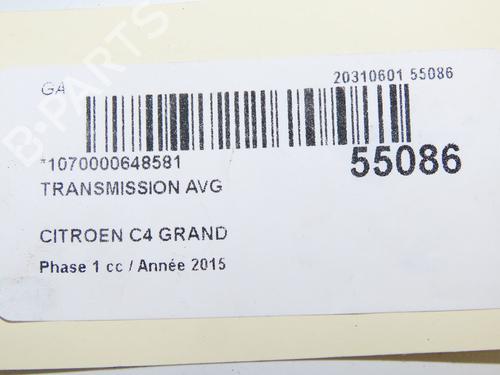 B-PARTS
GA
20310601 55086
*1070000648581
55086
TRANSMISSION AVG
CITROEN C4 GRAND
Phase 1 cc / Année 2015